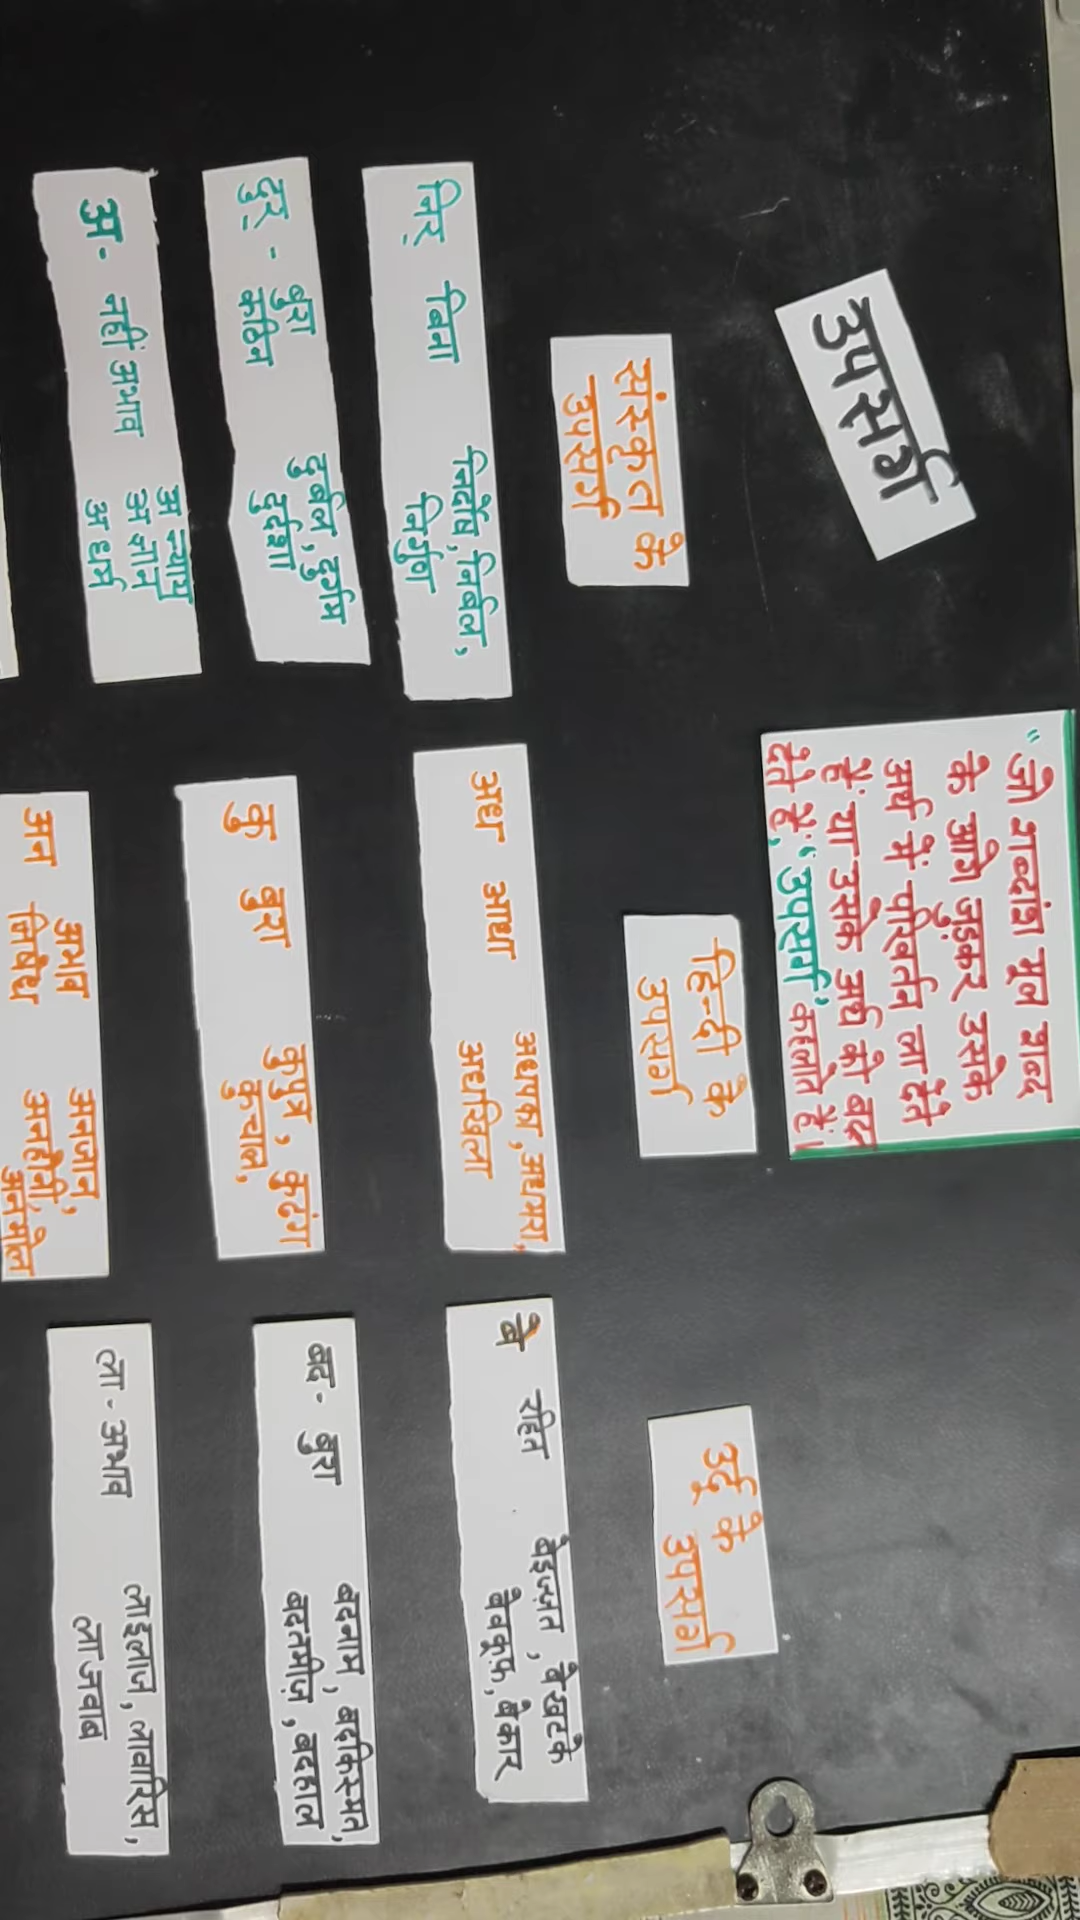 उपसर्ग
"जो शब्दांश मूल शब्द
के आगे जुड़कर उसके
अर्थ में परिवर्तन ला देते
हैं या उसके अर्थ को बदल
देते हैं, "उपसर्ग' कहलाते हैं।
संस्कृत के
उपसर्ग
निर् बिना निर्दोष, निर्बल,
निर्गुण
दुर् - बुरा दुर्बल, दुर्गम
कठिन दुर्दशा
अ - नहीं अभाव अन्याय
अज्ञान
अधर्म
हिन्दी के
उपसर्ग
अध आधा अधपका, अधमरा,
अधखिला
कु बुरा कुपुत्र, कुढंग
कुचाल,
अन अभाव अनजान,
निषेध अनहोनी, अनमोल
उर्दू के
उपसर्ग
बे रहित बेइज्जत, बेखटके
बेवकूफ, बेकार
बद - बुरा बदनाम, बदकिस्मत,
बदतमीज़, बदहाल
ला - अभाव लाइलाज, लावारिस,
लाजवाब